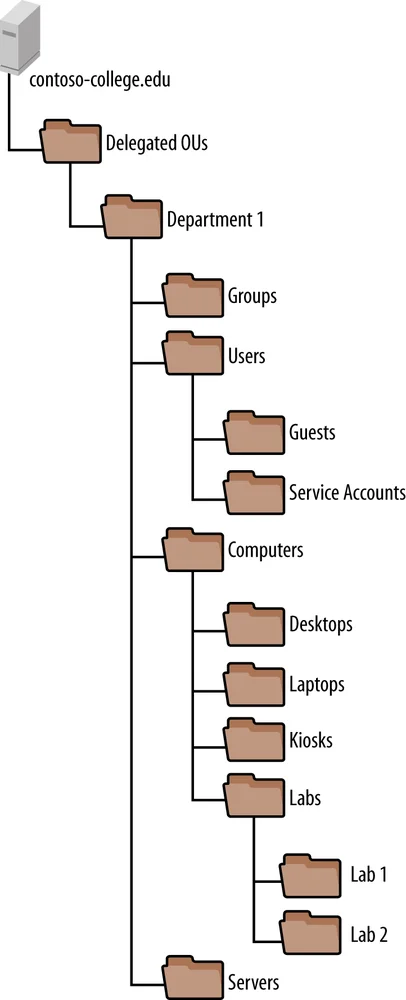 contoso-college.edu
Delegated OUs
Department 1
Groups
Users
Guests
Service Accounts
Computers
Desktops
Laptops
Kiosks
Labs
Lab 1
Lab 2
Servers